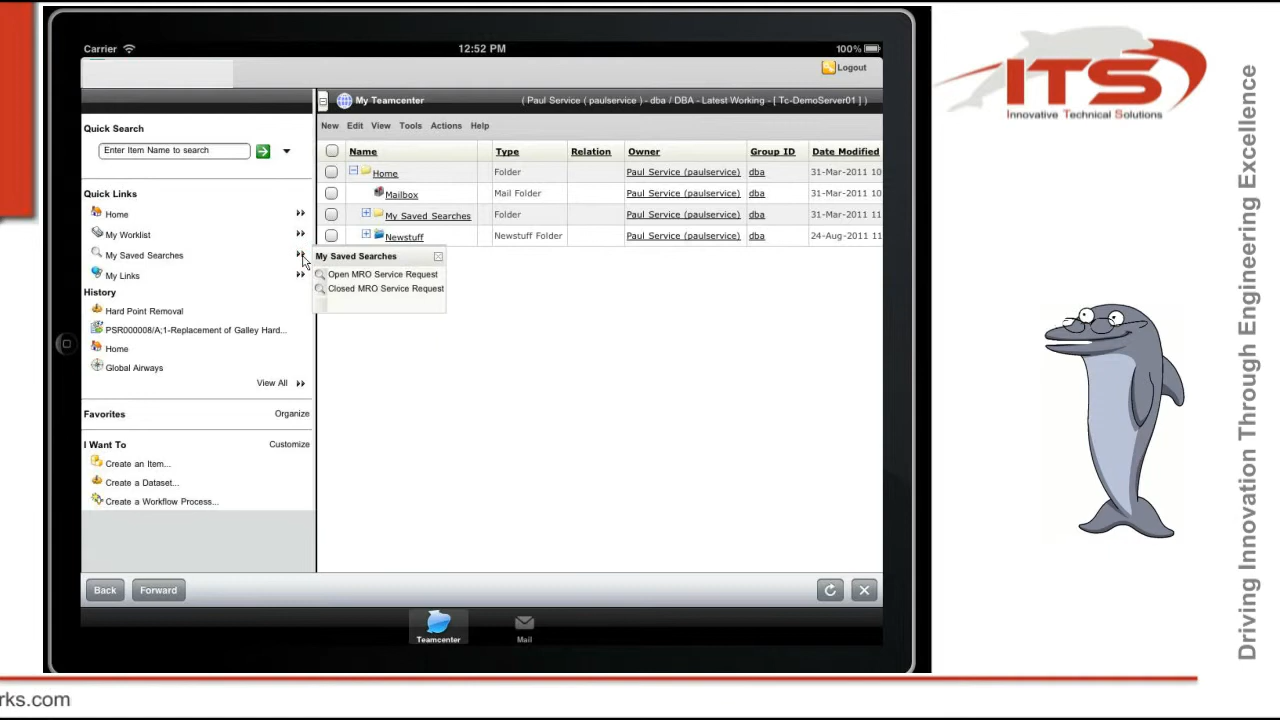 Carrier
12:52 PM
100%
Logout
My Teamcenter
( Paul Service ( paulservice ) - dba / DBA - Latest Working - [ Tc-DemoServer01 ] )
New Edit View Tools Actions Help
Quick Search
Enter Item Name to search
Quick Links
Home
My Worklist
My Saved Searches
My Links
History
Hard Point Removal
PSR000008/A;1-Replacement of Galley Hard...
Home
Global Airways
View All
Favorites Organize
I Want To Customize
Create an Item...
Create a Dataset...
Create a Workflow Process...
Name Type Relation Owner Group ID Date Modified
Home Folder Paul Service (paulservice) dba 31-Mar-2011 10
Mailbox Mail Folder Paul Service (paulservice) dba 31-Mar-2011 10
My Saved Searches Folder Paul Service (paulservice) dba 31-Mar-2011 11
Newstuff Newstuff Folder Paul Service (paulservice) dba 24-Aug-2011 11
My Saved Searches
Open MRO Service Request
Closed MRO Service Request
Back Forward
Teamcenter Mail
ITS
Innovative Technical Solutions
Driving Innovation Through Engineering Excellence
rks.com